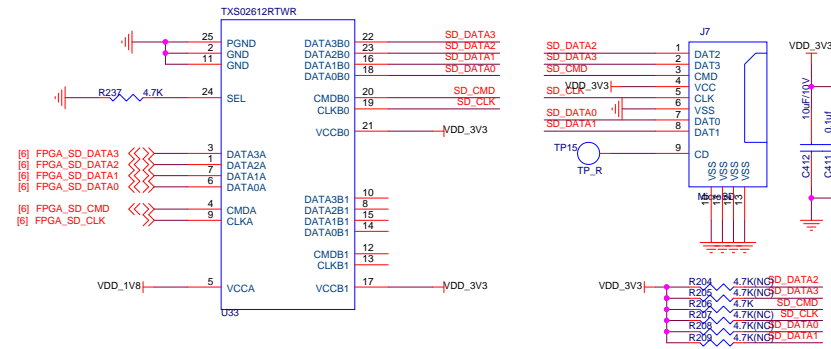 TXS02612RTWR
25 PGND DATA3B0 22 SD_DATA3
2 GND DATA2B0 23 SD_DATA2
11 GND DATA1B0 16 SD_DATA1
DATA0B0 18 SD_DATA0
R237 4.7K 24 SEL CMDB0 20 SD_CMD
CLKB0 19 SD_CLK
VCCB0 21 VDD_3V3
[6] FPGA_SD_DATA3 3 DATA3A
[6] FPGA_SD_DATA2 1 DATA2A
[6] FPGA_SD_DATA1 7 DATA1A
[6] FPGA_SD_DATA0 6 DATA0A
DATA3B1 10
[6] FPGA_SD_CMD 4 CMDA DATA2B1 8
[6] FPGA_SD_CLK 9 CLKA DATA1B1 15
DATA0B1 14
CMDB1 12
CLKB1 13
VDD_1V8 5 VCCA VCCB1 17 VDD_3V3
U33
J7
SD_DATA2 1 DAT2
SD_DATA3 2 DAT3
SD_CMD 3 CMD
VDD_3V3 4 VCC
SD_CLK 5 CLK
6 VSS
SD_DATA0 7 DAT0
SD_DATA1 8 DAT1
TP15 9 CD
TP_R
VSS VSS VSS VSS
13
VDD_3V3
10uF/10V
0.1uf
C412
C411
VDD_3V3 R204 4.7K(NC) SD_DATA2
R205 4.7K(NC) SD_DATA3
R206 4.7K SD_CMD
R207 4.7K(NC) SD_CLK
R208 4.7K(NC) SD_DATA0
R209 4.7K(NC) SD_DATA1